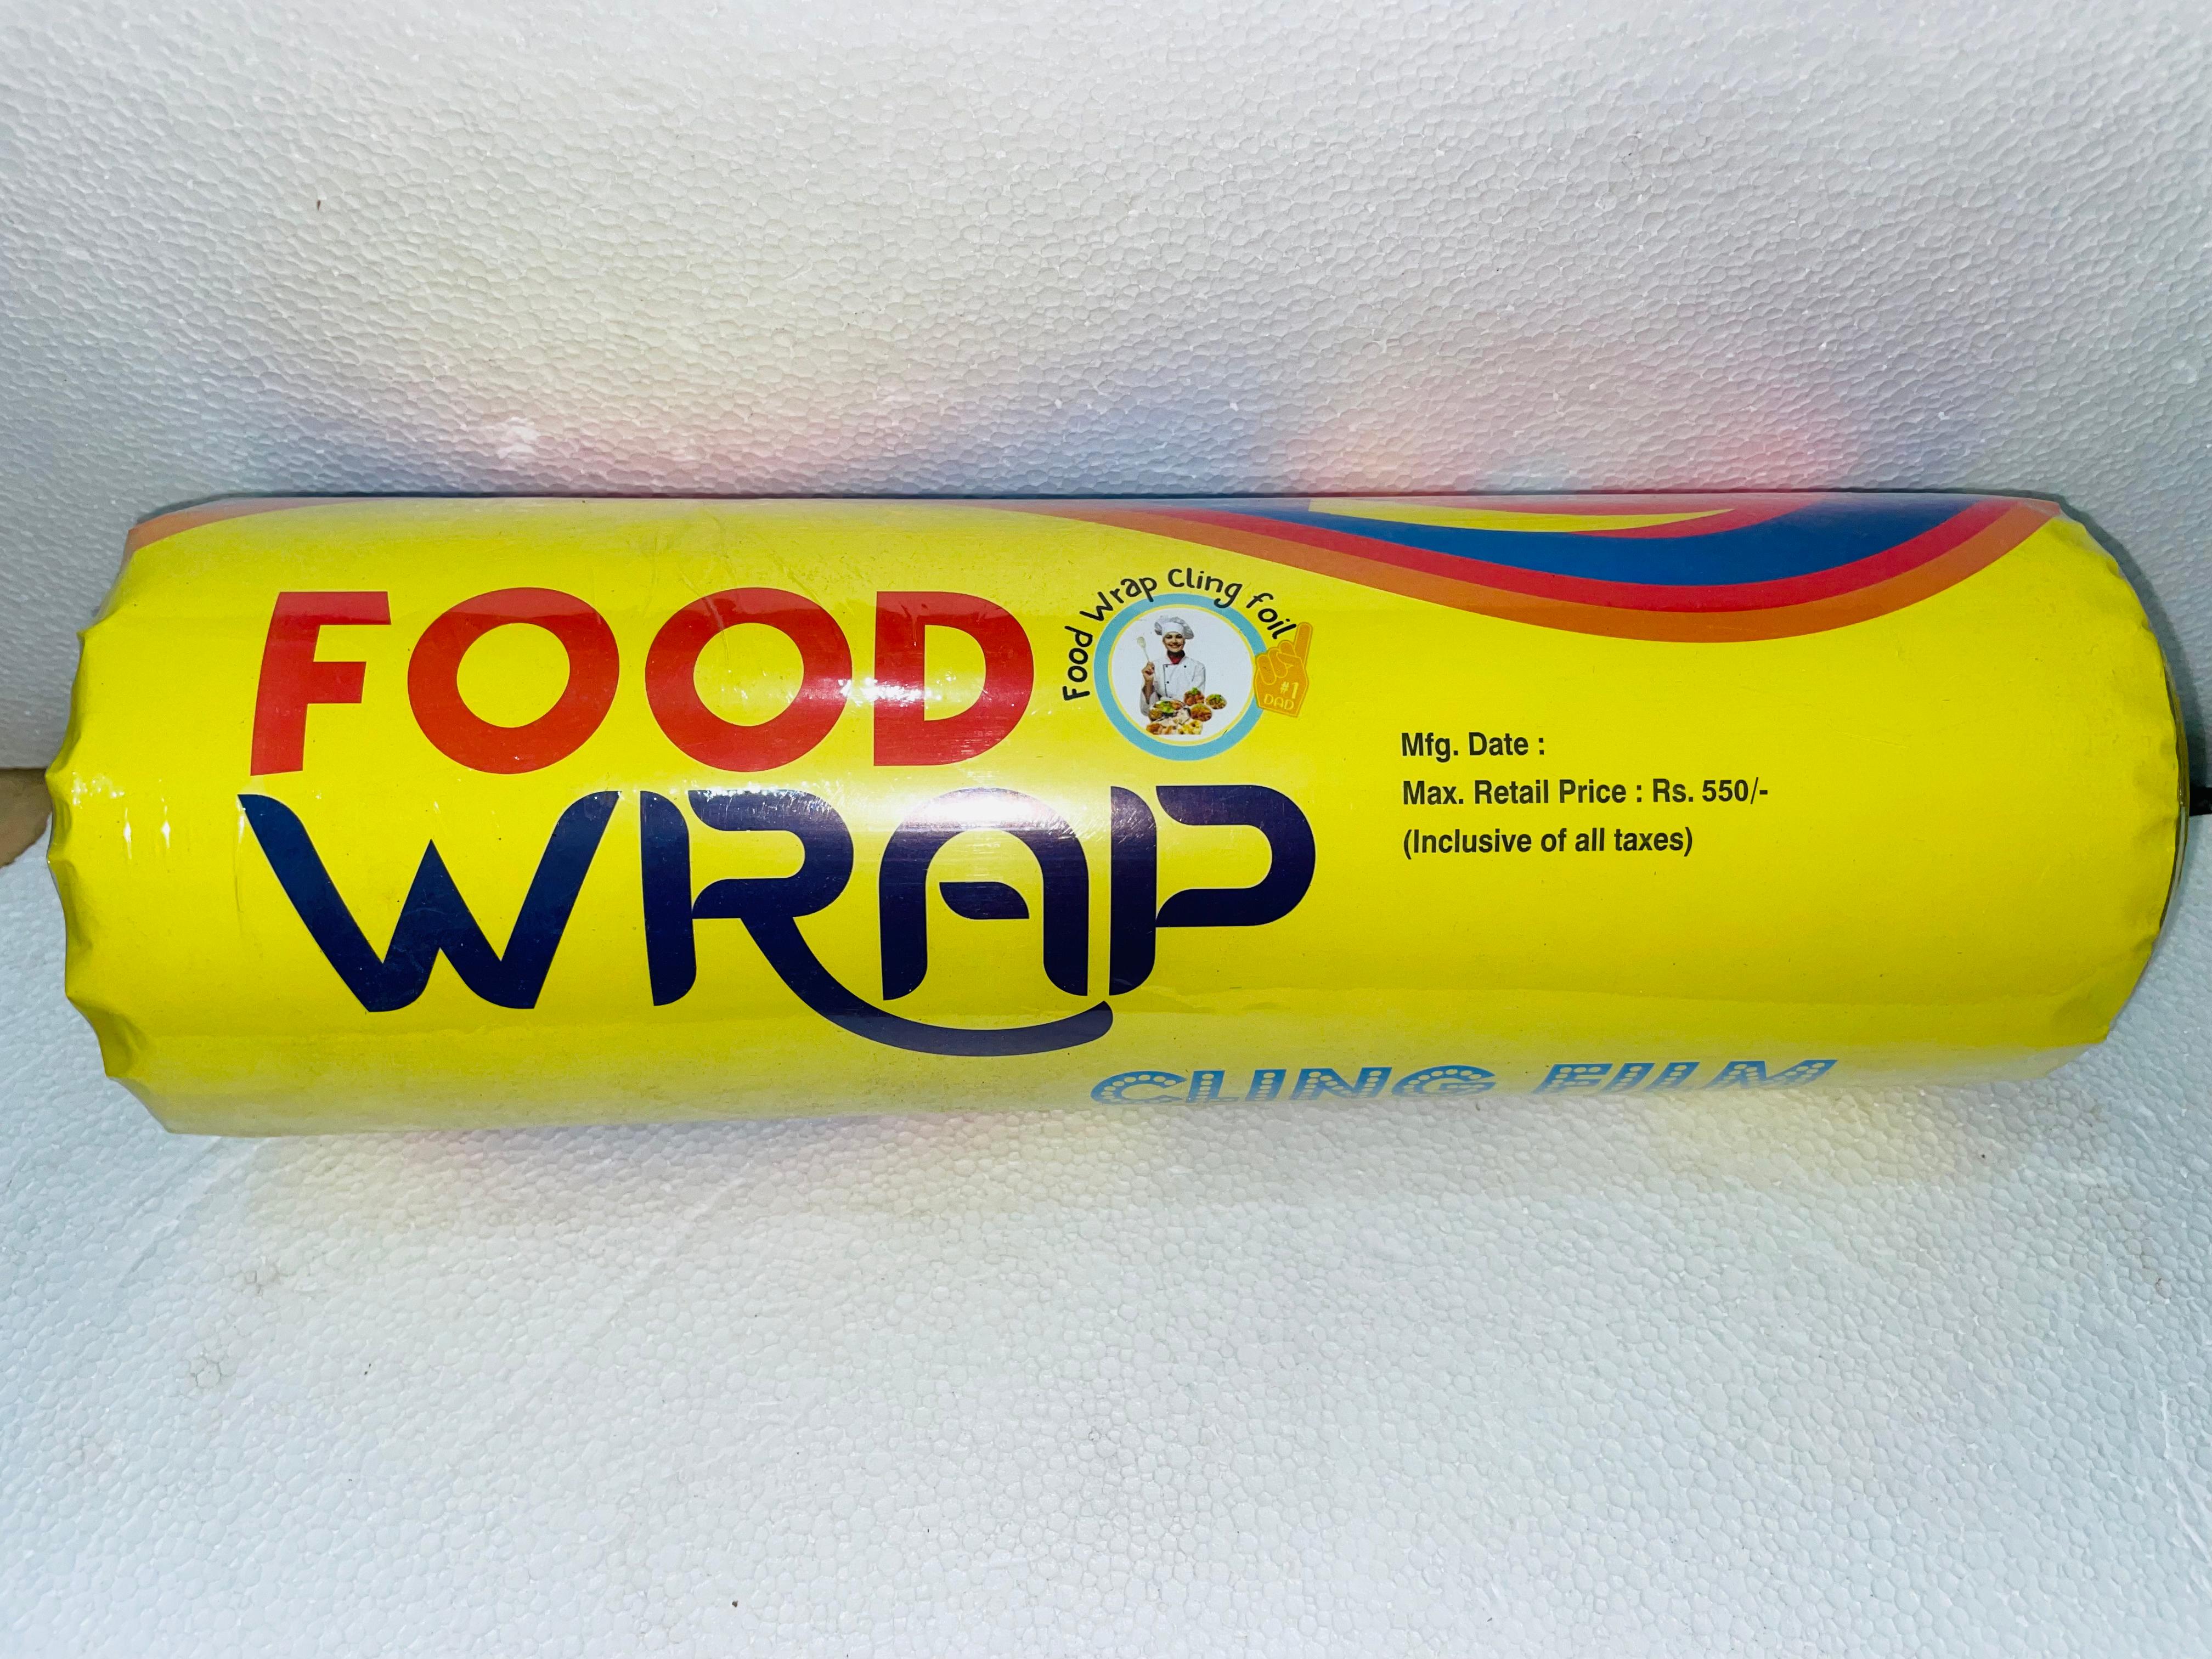 FOOD
WRAP
Food Wrap Cling foil
#1
DAD
Mfg. Date :
Max. Retail Price : Rs. 550/-
(Inclusive of all taxes)
CLING FILM